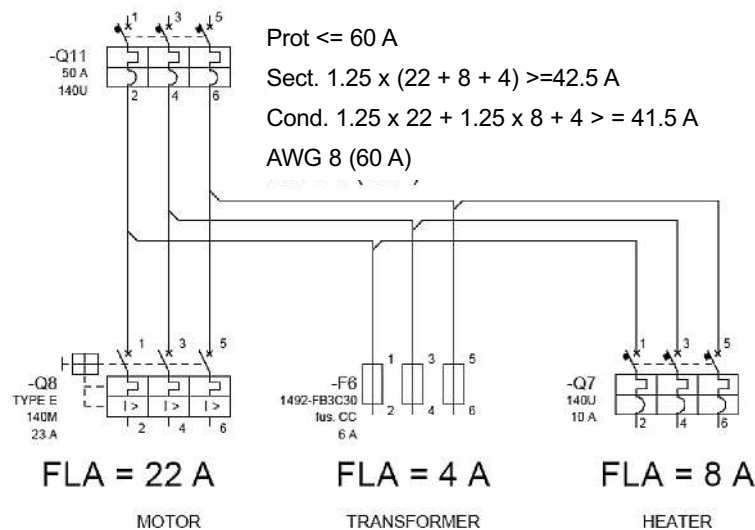 1 3 5
-Q11
50 A
140U
2 4 6
Prot <= 60 A
Sect. 1.25 x (22 + 8 + 4) >=42.5 A
Cond. 1.25 x 22 + 1.25 x 8 + 4 > = 41.5 A
AWG 8 (60 A)
1 3 5
-Q8
TYPE E
140M
23 A
I > I > I >
2 4 6
1 3 5
-F6
1492-FB3C30
fus. CC
6 A
2 4 6
1 3 5
-Q7
140U
10 A
2 4 6
FLA = 22 A
FLA = 4 A
FLA = 8 A
MOTOR
TRANSFORMER
HEATER